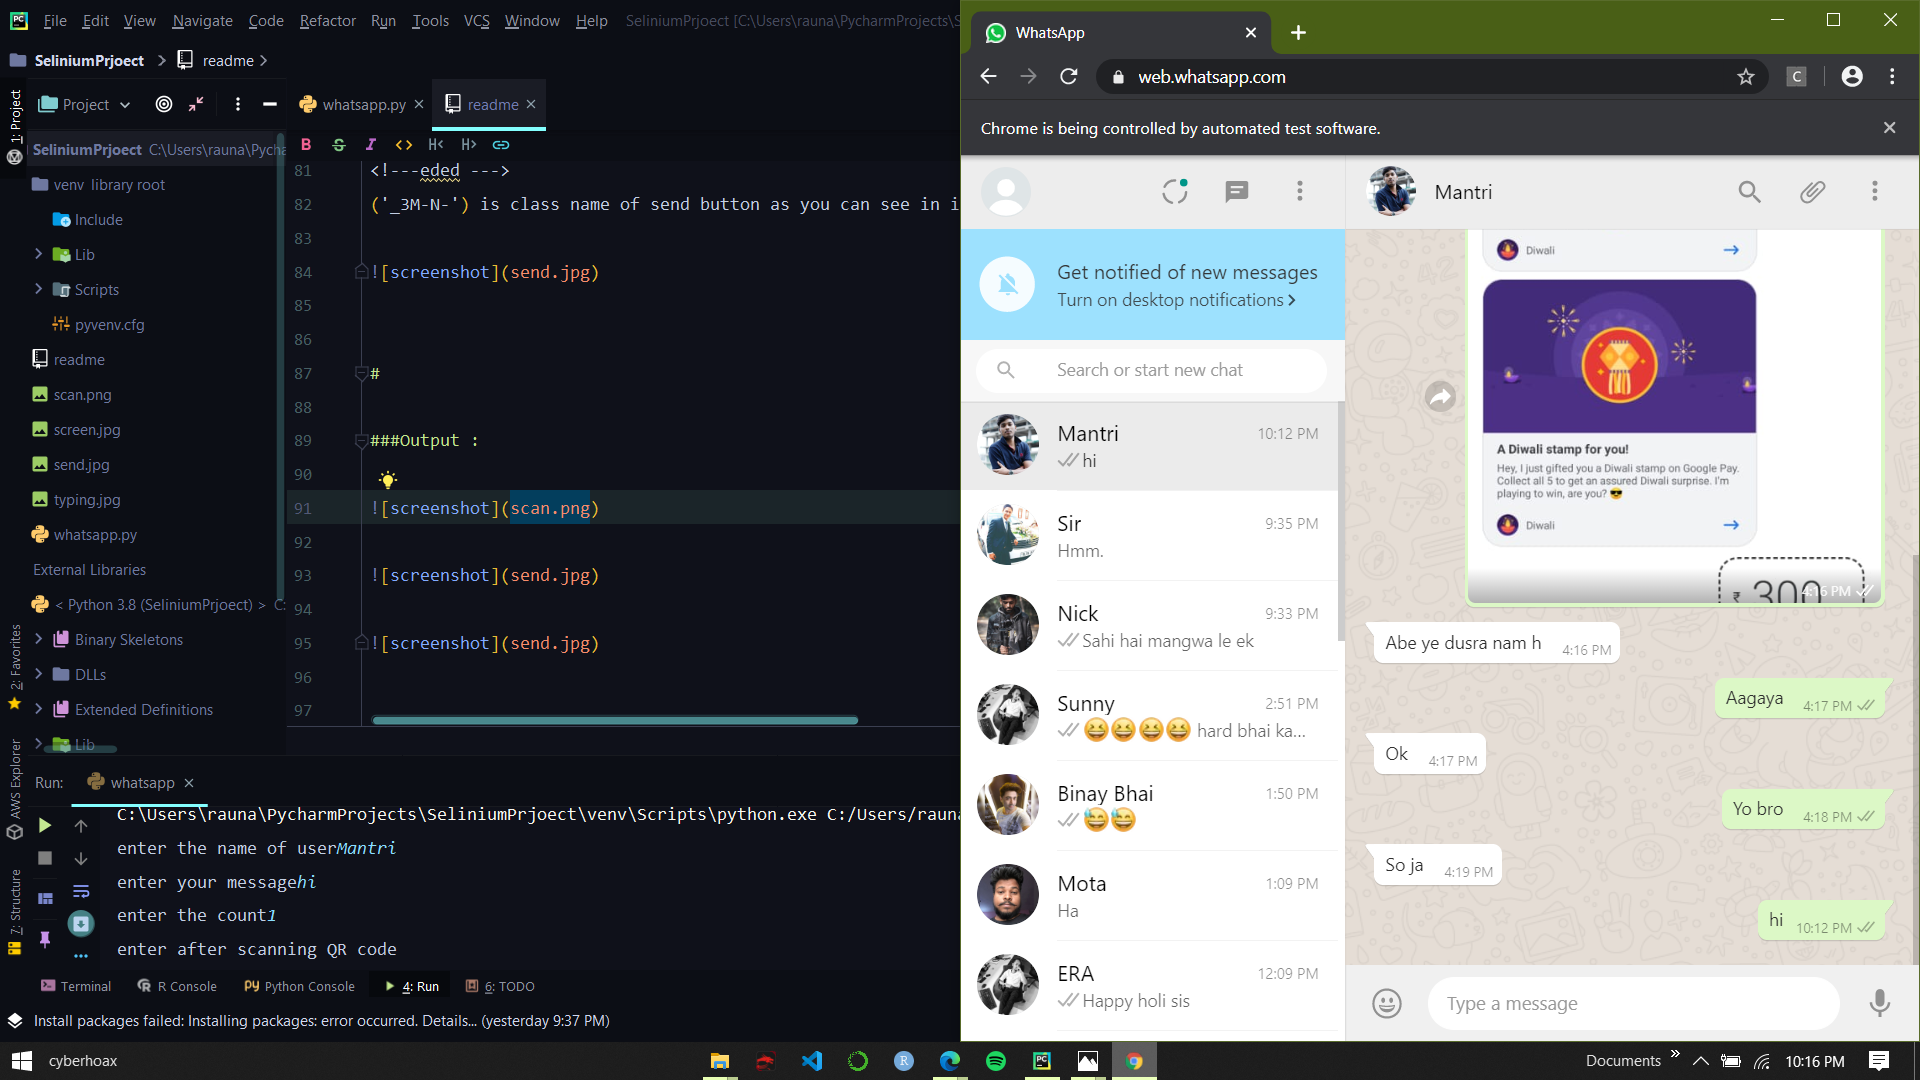 File Edit View Navigate Code Refactor Run Tools VCS Window Help SeliniumPrjoect [C:\Users\rauna\PycharmProjects\S
SeliniumPrjoect readme
1: Project
Project
whatsapp.py
readme
B S I <> H< H>
SeliniumPrjoect C:\Users\rauna\Pycha
venv library root
Include
Lib
Scripts
pyvenv.cfg
readme
scan.png
screen.jpg
send.jpg
typing.jpg
whatsapp.py
External Libraries
< Python 3.8 (SeliniumPrjoect) > C:
Binary Skeletons
DLLs
Extended Definitions
Lib
81 <!---eded --->
82 ('_3M-N-') is class name of send button as you can see in i
83
84 ![screenshot](send.jpg)
85
86
87 #
88
89 ###Output :
90
91 ![screenshot](scan.png)
92
93 ![screenshot](send.jpg)
94
95 ![screenshot](send.jpg)
96
97
2: Favorites
AWS Explorer
7: Structure
Run: whatsapp
C:\Users\rauna\PycharmProjects\SeliniumPrjoect\venv\Scripts\python.exe C:/Users/rauna
enter the name of userMantri
enter your messagehi
enter the count1
enter after scanning QR code
Terminal R Console Python Console 4: Run 6: TODO
Install packages failed: Installing packages: error occurred. Details... (yesterday 9:37 PM)
WhatsApp
web.whatsapp.com
C
Chrome is being controlled by automated test software.
Get notified of new messages
Turn on desktop notifications
Search or start new chat
Mantri 10:12 PM
hi
Sir 9:35 PM
Hmm.
Nick 9:33 PM
Sahi hai mangwa le ek
Sunny 2:51 PM
😆😆😆😆 hard bhai ka...
Binay Bhai 1:50 PM
😅😅
Mota 1:09 PM
Ha
ERA 12:09 PM
Happy holi sis
Mantri
Diwali
A Diwali stamp for you!
Hey, I just gifted you a Diwali stamp on Google Pay.
Collect all 5 to get an assured Diwali surprise. I'm
playing to win, are you? 😎
Diwali
₹ 300
4:16 PM
Abe ye dusra nam h 4:16 PM
Aagaya 4:17 PM
Ok 4:17 PM
Yo bro 4:18 PM
So ja 4:19 PM
hi 10:12 PM
Type a message
cyberhoax
Documents
10:16 PM